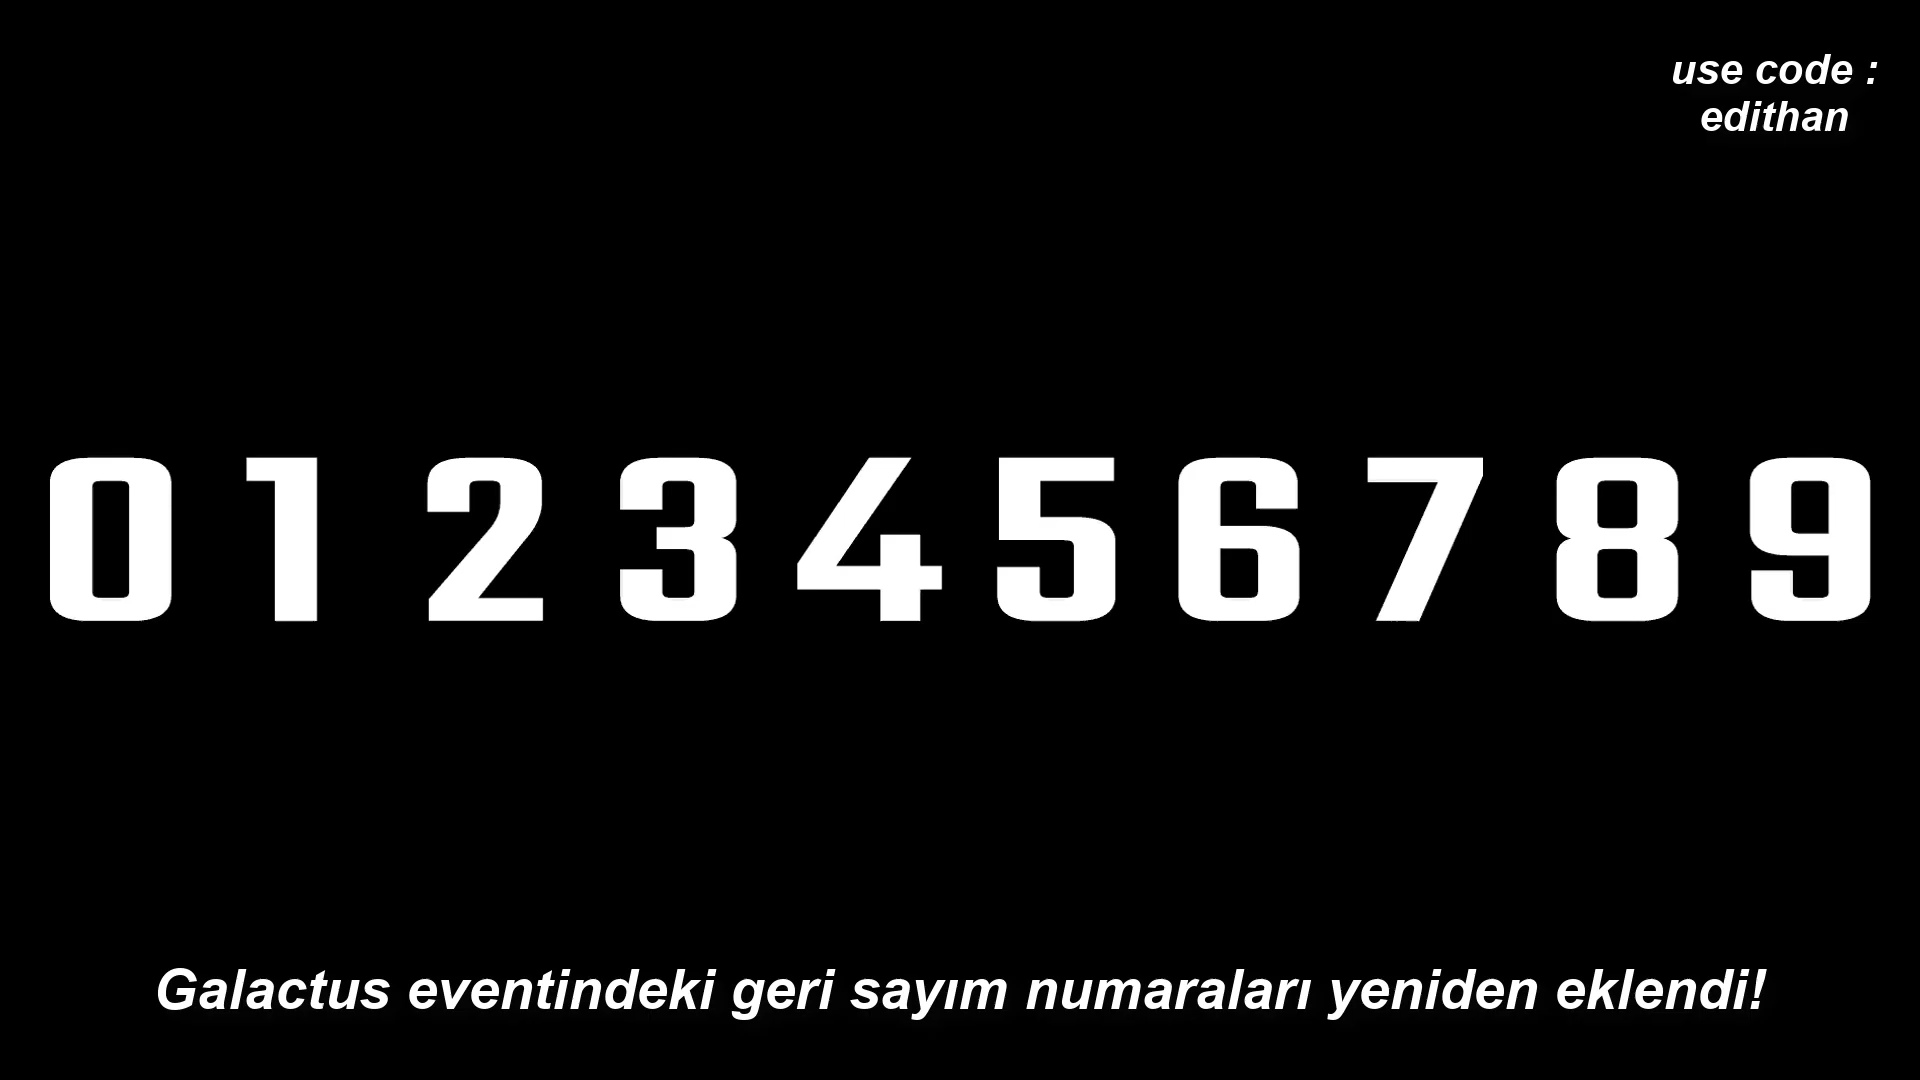 use code :
edithan
0 1 2 3 4 5 6 7 8 9
Galactus eventindeki geri sayım numaraları yeniden eklendi!